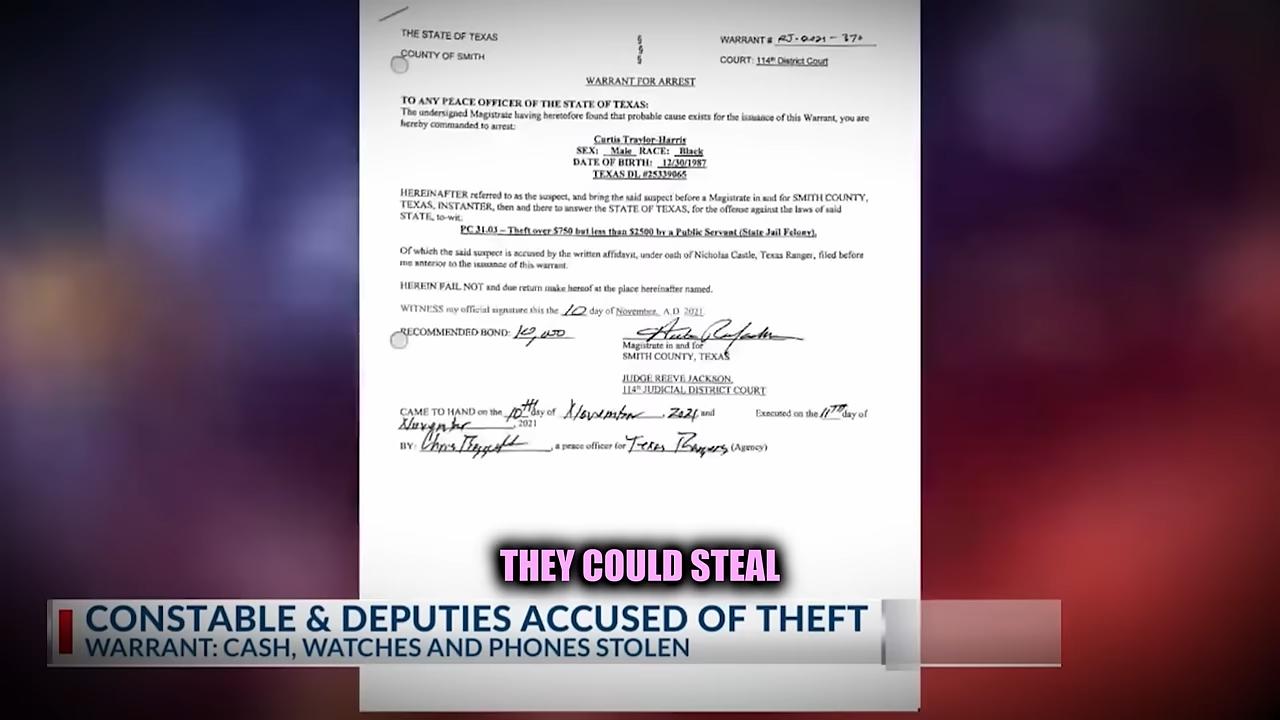 THE STATE OF TEXAS
COUNTY OF SMITH
§
§
§
WARRANT # RJ-2021-370
COURT: 114th District Court
WARRANT FOR ARREST
TO ANY PEACE OFFICER OF THE STATE OF TEXAS:
The undersigned Magistrate having heretofore found that probable cause exists for the issuance of this Warrant, you are
hereby commanded to arrest:
Curtis Traylor-Harris
SEX: Male RACE: Black
DATE OF BIRTH: 12/30/1987
TEXAS DL #25339065
HEREINAFTER referred to as the suspect, and bring the said suspect before a Magistrate in and for SMITH COUNTY,
TEXAS, INSTANTER, then and there to answer the STATE OF TEXAS, for the offense against the laws of said
STATE, to-wit:
PC 31.03 – Theft over $750 but less than $2500 by a Public Servant (State Jail Felony).
Of which the said suspect is accused by the written affidavit, under oath of Nicholas Castle, Texas Ranger, filed before
me anterior to the issuance of this warrant.
HEREIN FAIL NOT and due return make hereof at the place hereinafter named.
WITNESS my official signature this the 10 day of November, A.D. 2021
RECOMMENDED BOND: 10,000
Magistrate in and for
SMITH COUNTY, TEXAS
JUDGE REEVE JACKSON,
114th JUDICIAL DISTRICT COURT
CAME TO HAND on the 10th day of November, 2021 and Executed on the 11th day of
November, 2021
BY: Chris , a peace officer for Texas Rangers (Agency)
THEY COULD STEAL
CONSTABLE & DEPUTIES ACCUSED OF THEFT
WARRANT: CASH, WATCHES AND PHONES STOLEN